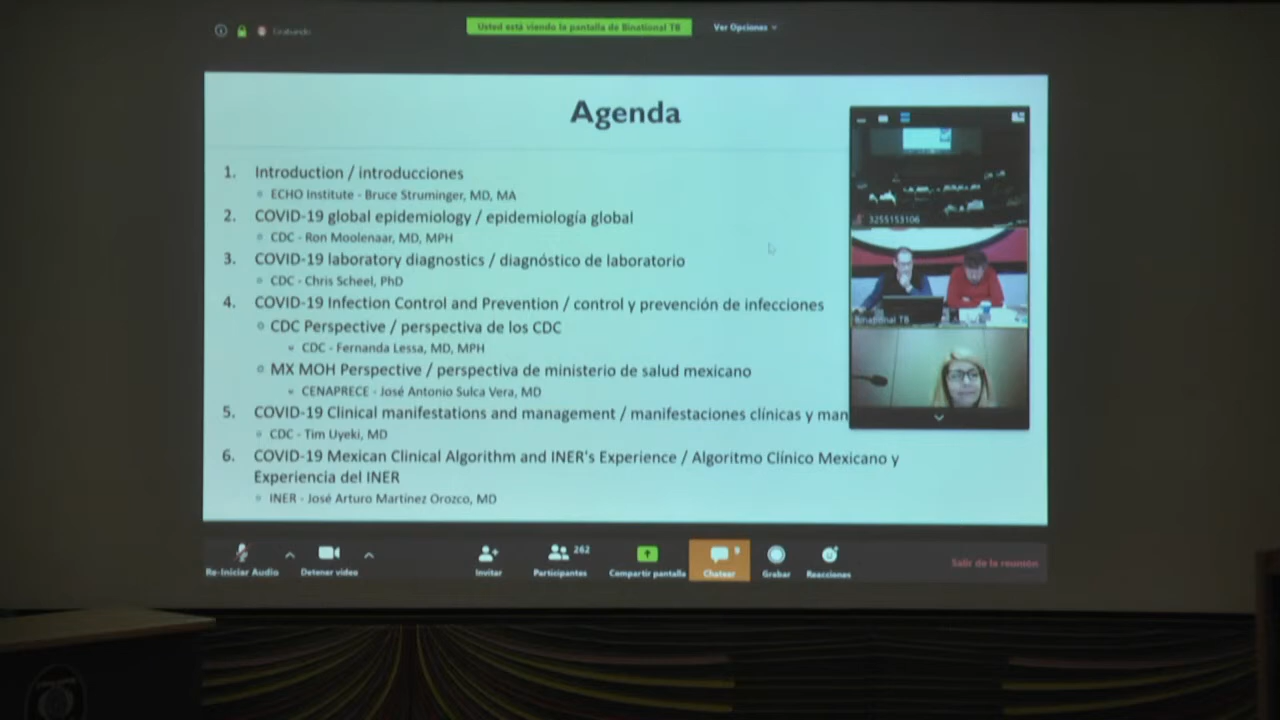 Grabando
Usted está viendo la pantalla de Binational TB
Ver Opciones
Agenda
1. Introduction / introducciones
ECHO Institute - Bruce Struminger, MD, MA
2. COVID-19 global epidemiology / epidemiología global
CDC - Ron Moolenaar, MD, MPH
3. COVID-19 laboratory diagnostics / diagnóstico de laboratorio
CDC - Chris Scheel, PhD
4. COVID-19 Infection Control and Prevention / control y prevención de infecciones
CDC Perspective / perspectiva de los CDC
CDC - Fernanda Lessa, MD, MPH
MX MOH Perspective / perspectiva de ministerio de salud mexicano
CENAPRECE - José Antonio Sulca Vera, MD
5. COVID-19 Clinical manifestations and management / manifestaciones clínicas y man
CDC - Tim Uyeki, MD
6. COVID-19 Mexican Clinical Algorithm and INER's Experience / Algoritmo Clínico Mexicano y
Experiencia del INER
INER - José Arturo Martínez Orozco, MD
3255153106
Binational TB
262
9
Re-Iniciar Audio
Detener video
Invitar
Participantes
Compartir pantalla
Chatear
Grabar
Reacciones
Salir de la reunión